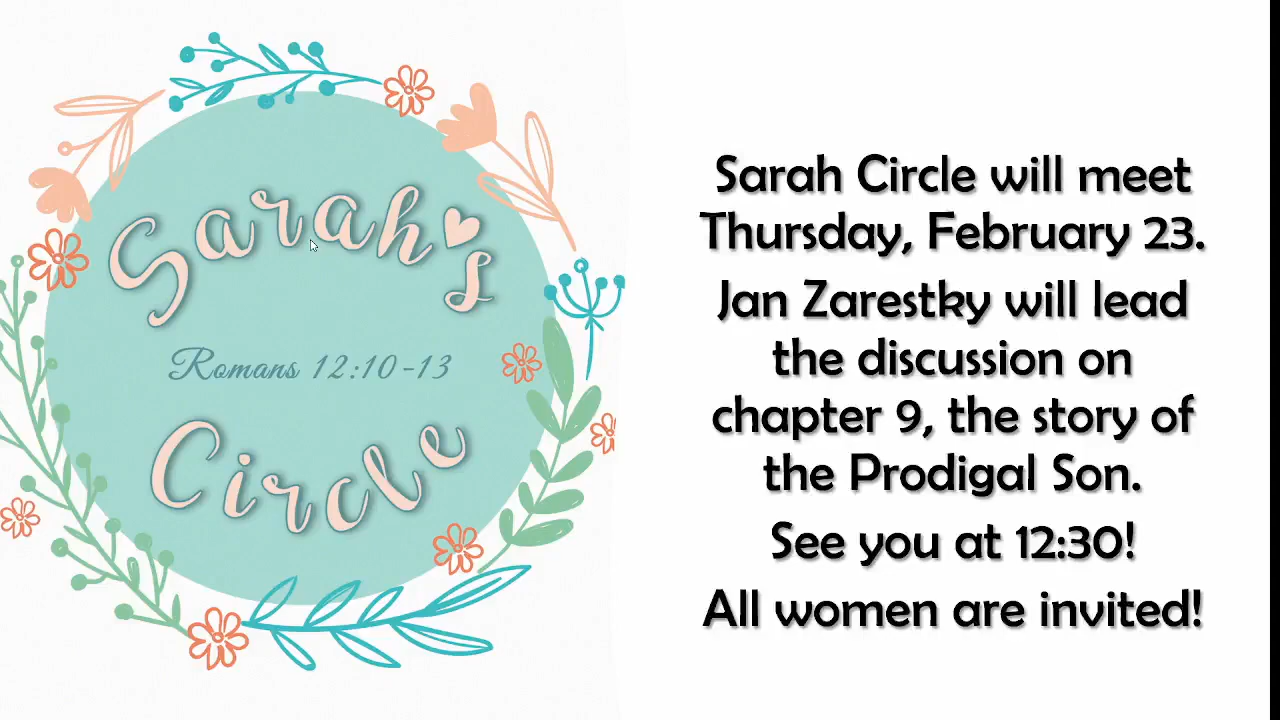 Sarah's
Romans 12:10-13
Circle
Sarah Circle will meet
Thursday, February 23.
Jan Zarestky will lead
the discussion on
chapter 9, the story of
the Prodigal Son.
See you at 12:30!
All women are invited!